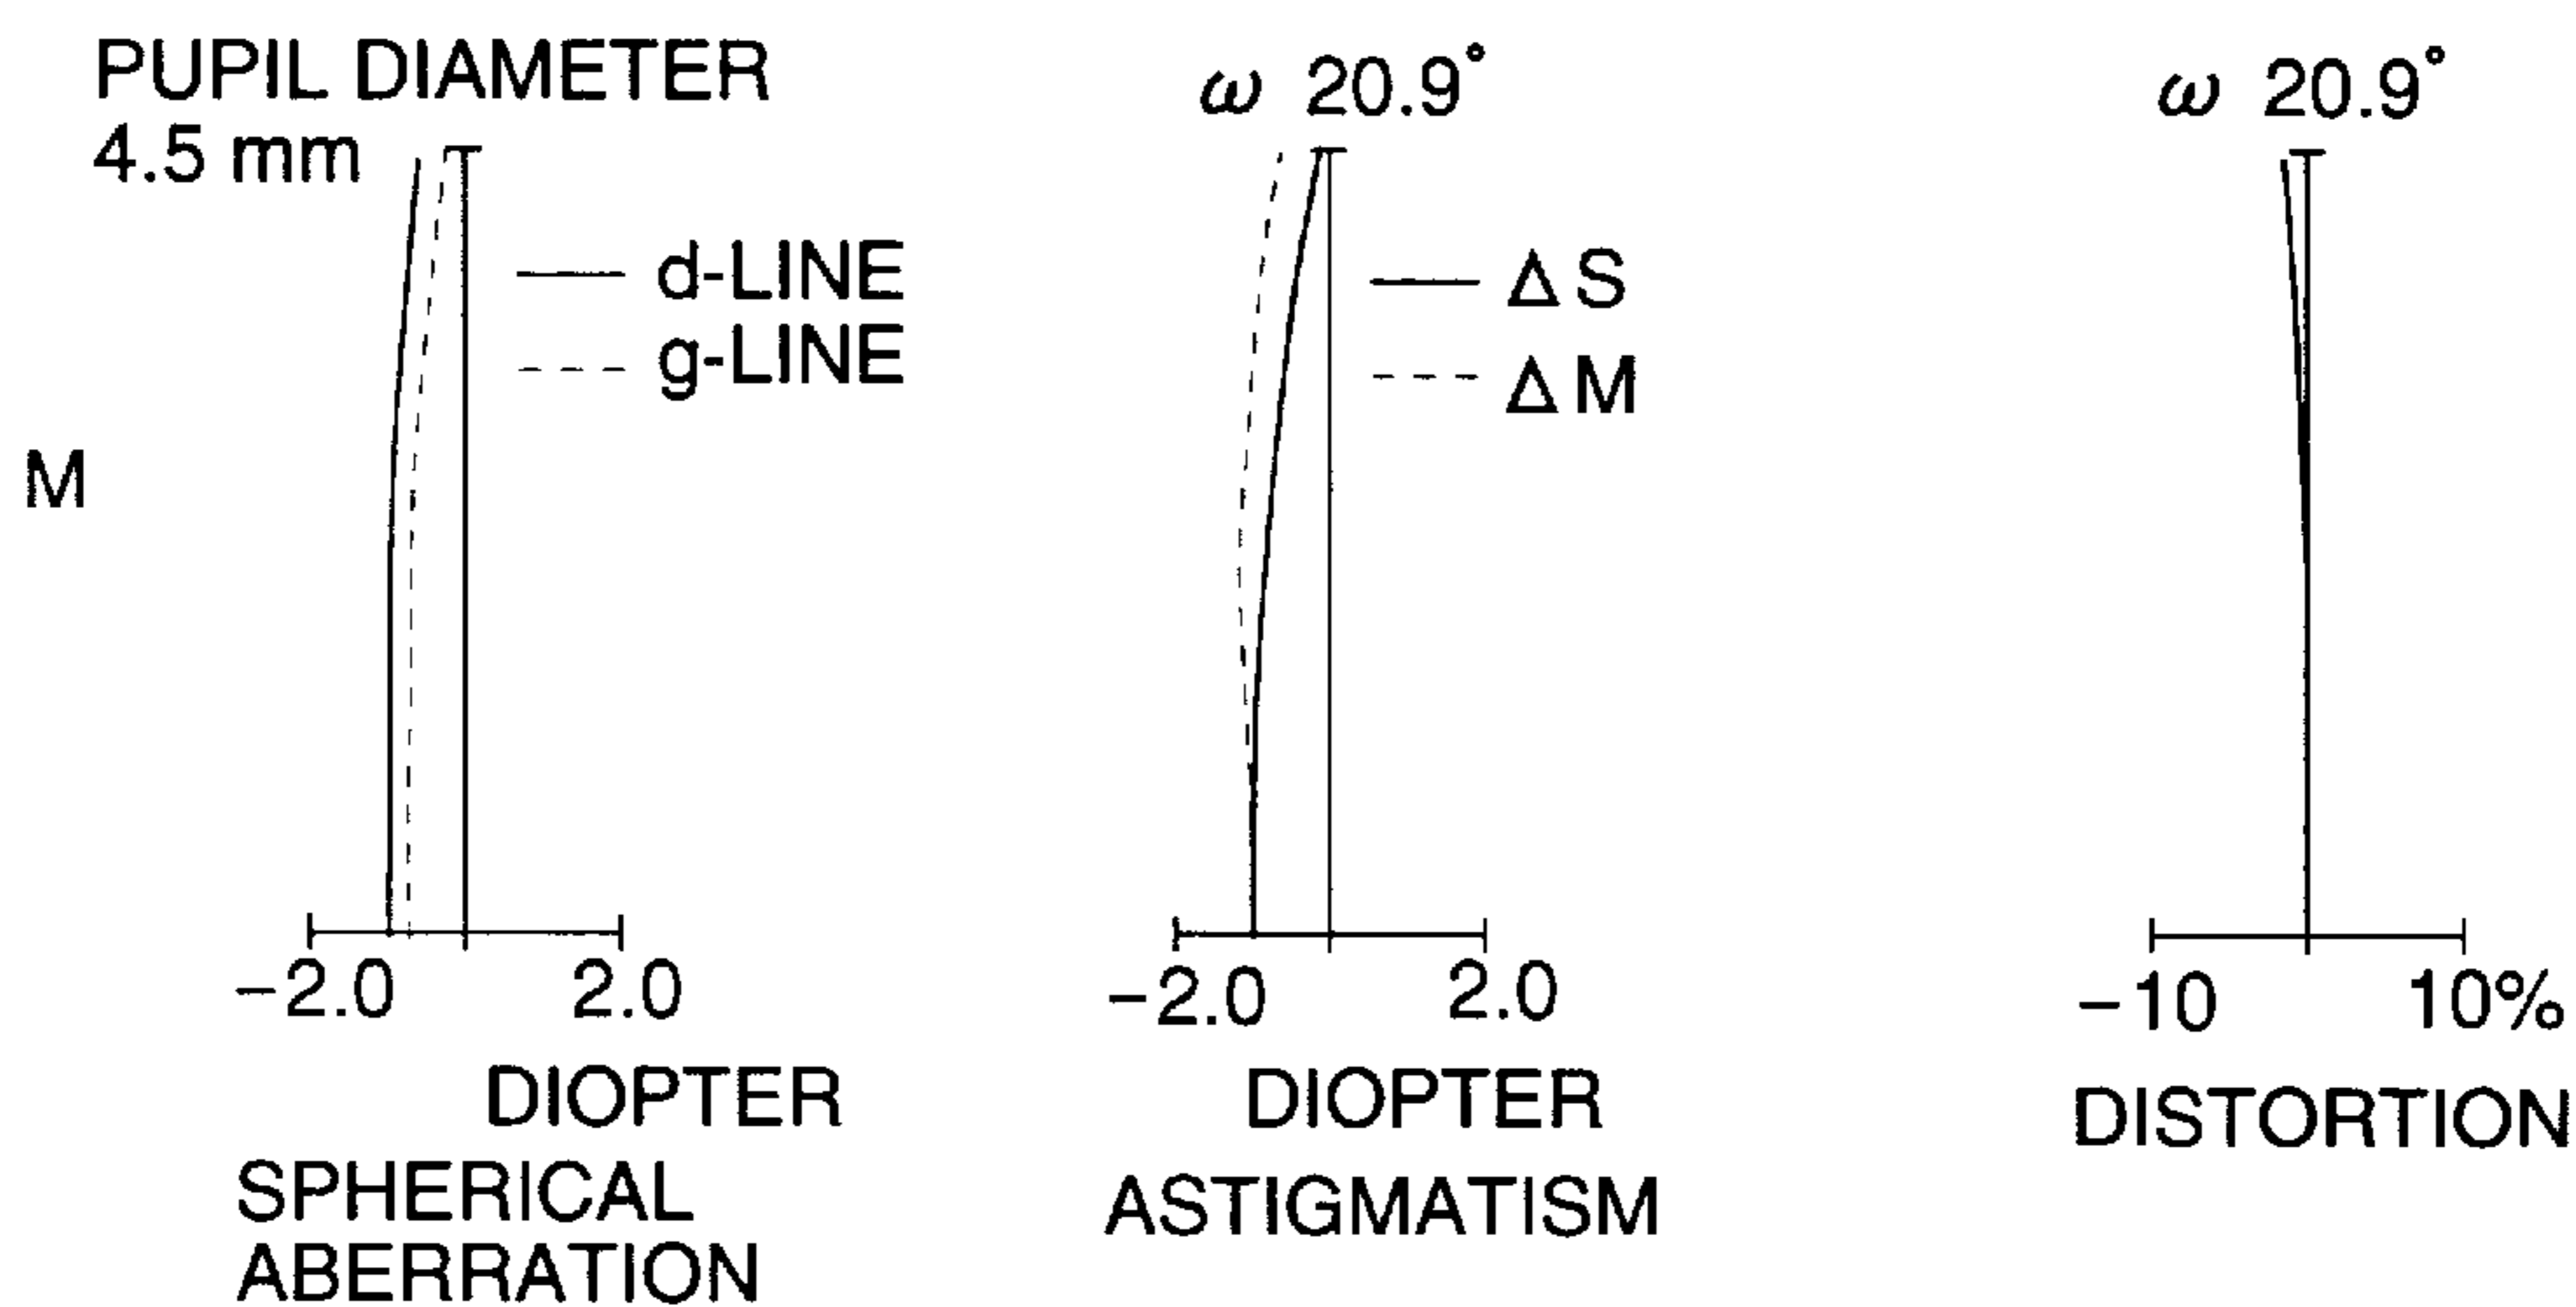 PUPIL DIAMETER
4.5 mm
d-LINE
g-LINE
M
−2.0
2.0
DIOPTER
SPHERICAL
ABERRATION
ω 20.9°
ΔS
ΔM
−2.0
2.0
DIOPTER
ASTIGMATISM
ω 20.9°
−10
10%
DISTORTION